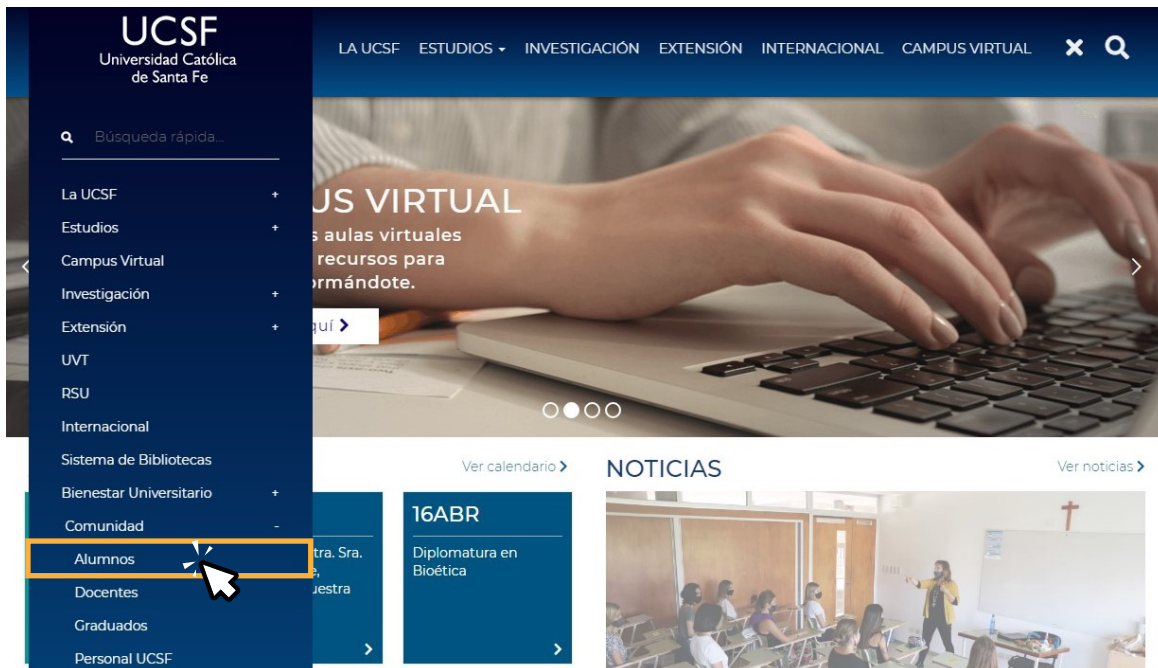 UCSF
Universidad Católica
de Santa Fe
LA UCSF ESTUDIOS INVESTIGACIÓN EXTENSIÓN INTERNACIONAL CAMPUS VIRTUAL
Búsqueda rápida...
La UCSF +
Estudios +
Campus Virtual
Investigación +
Extensión +
UVT
RSU
Internacional
Sistema de Bibliotecas
Bienestar Universitario +
Comunidad -
Alumnos
Docentes
Graduados
Personal UCSF
US VIRTUAL
s aulas virtuales
recursos para
ormándote.
quí
Ver calendario
tra. Sra.
e,
uestra
16ABR
Diplomatura en
Bioética
NOTICIAS
Ver noticias